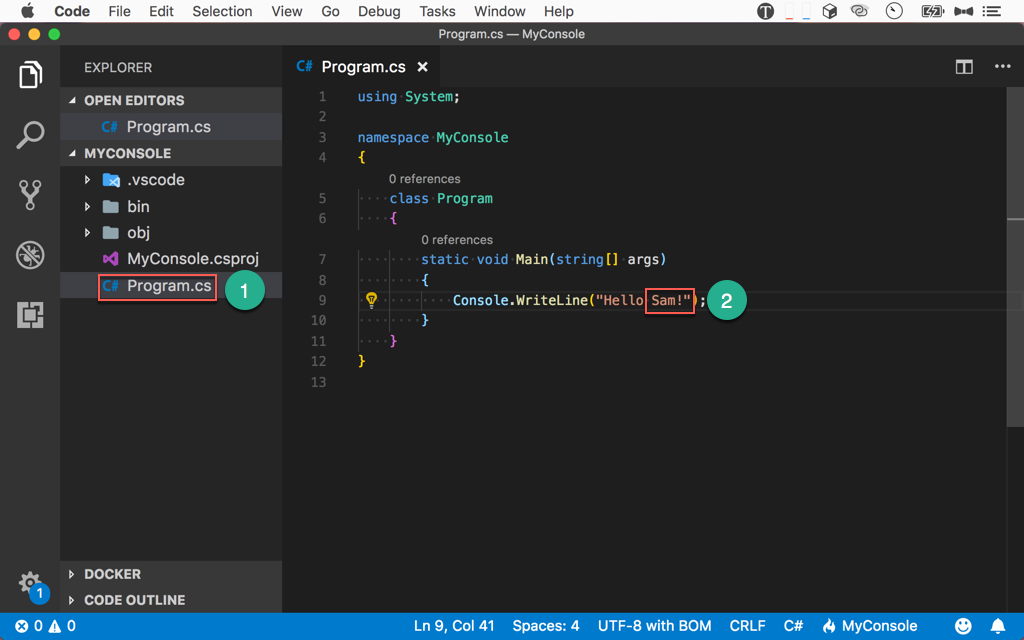 Code File Edit Selection View Go Debug Tasks Window Help
Program.cs — MyConsole
EXPLORER
OPEN EDITORS
C# Program.cs
MYCONSOLE
.vscode
bin
obj
MyConsole.csproj
C# Program.cs 1
DOCKER
CODE OUTLINE
1
C# Program.cs
1 using System;
2
3 namespace MyConsole
4 {
0 references
5 class Program
6 {
0 references
7 static void Main(string[] args)
8 {
9 Console.WriteLine("Hello Sam!"); 2
10 }
11 }
12 }
13
0 0 Ln 9, Col 41 Spaces: 4 UTF-8 with BOM CRLF C# MyConsole